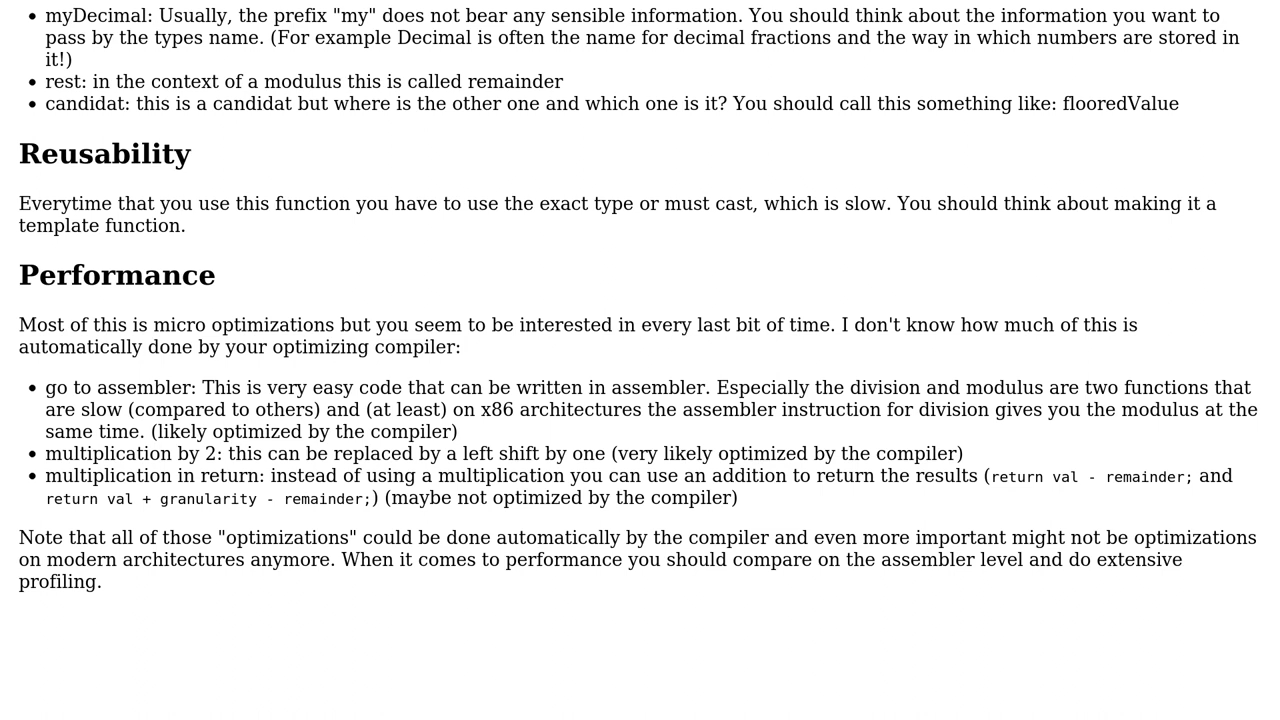 • myDecimal: Usually, the prefix "my" does not bear any sensible information. You should think about the information you want to
pass by the types name. (For example Decimal is often the name for decimal fractions and the way in which numbers are stored in
it!)
• rest: in the context of a modulus this is called remainder
• candidat: this is a candidat but where is the other one and which one is it? You should call this something like: flooredValue
Reusability
Everytime that you use this function you have to use the exact type or must cast, which is slow. You should think about making it a
template function.
Performance
Most of this is micro optimizations but you seem to be interested in every last bit of time. I don't know how much of this is
automatically done by your optimizing compiler:
• go to assembler: This is very easy code that can be written in assembler. Especially the division and modulus are two functions that
are slow (compared to others) and (at least) on x86 architectures the assembler instruction for division gives you the modulus at the
same time. (likely optimized by the compiler)
• multiplication by 2: this can be replaced by a left shift by one (very likely optimized by the compiler)
• multiplication in return: instead of using a multiplication you can use an addition to return the results (return val - remainder; and
return val + granularity - remainder;) (maybe not optimized by the compiler)
Note that all of those "optimizations" could be done automatically by the compiler and even more important might not be optimizations
on modern architectures anymore. When it comes to performance you should compare on the assembler level and do extensive
profiling.